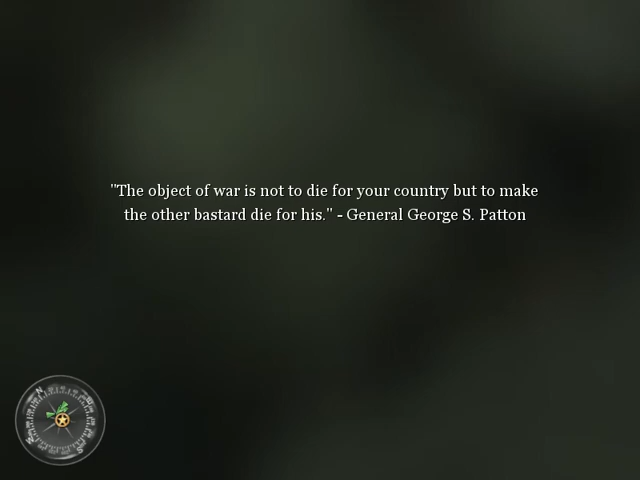 "The object of war is not to die for your country but to make
the other bastard die for his." - General George S. Patton